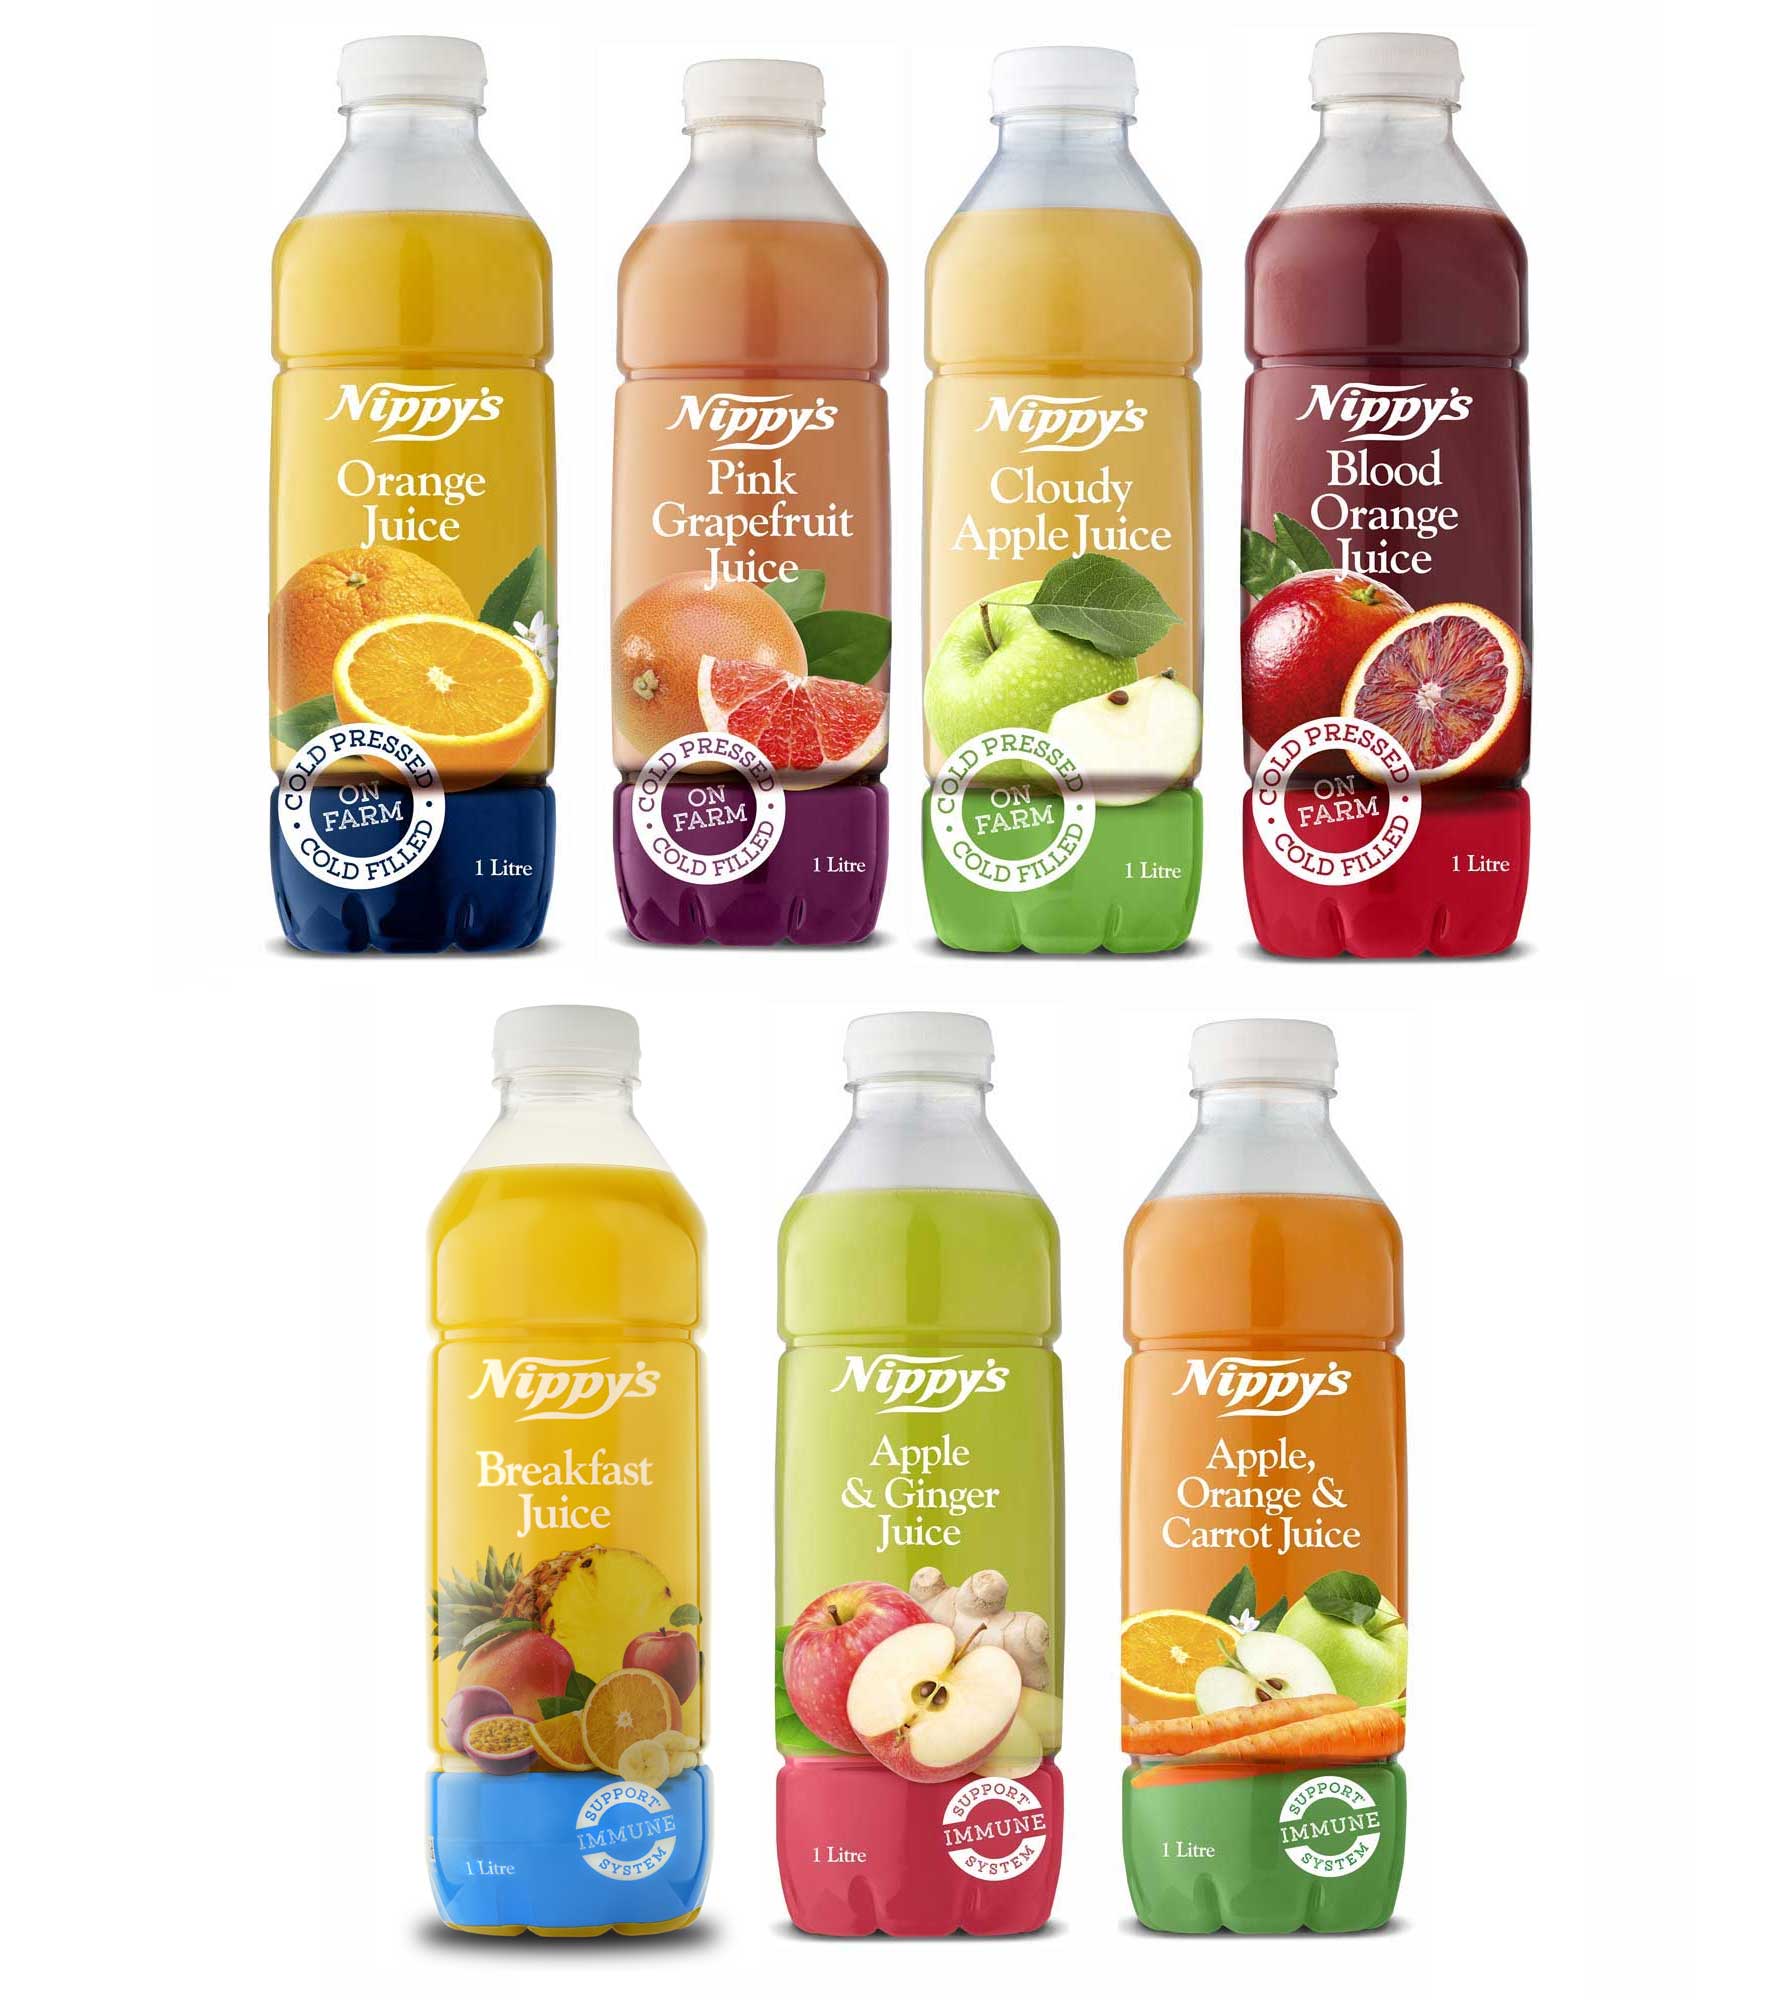 Nippy's
Orange
Juice
COLD PRESSED
ON
FARM
COLD FILLED
1 Litre
Nippy's
Pink
Grapefruit
Juice
COLD PRESSED
ON
FARM
COLD FILLED
1 Litre
Nippy's
Cloudy
Apple Juice
COLD PRESSED
ON
FARM
COLD FILLED
1 Litre
Nippy's
Blood
Orange
Juice
COLD PRESSED
ON
FARM
COLD FILLED
1 Litre
Nippy's
Breakfast
Juice
SUPPORT
IMMUNE
SYSTEM
1 Litre
Nippy's
Apple
& Ginger
Juice
SUPPORT
IMMUNE
SYSTEM
1 Litre
Nippy's
Apple,
Orange &
Carrot Juice
SUPPORT
IMMUNE
SYSTEM
1 Litre